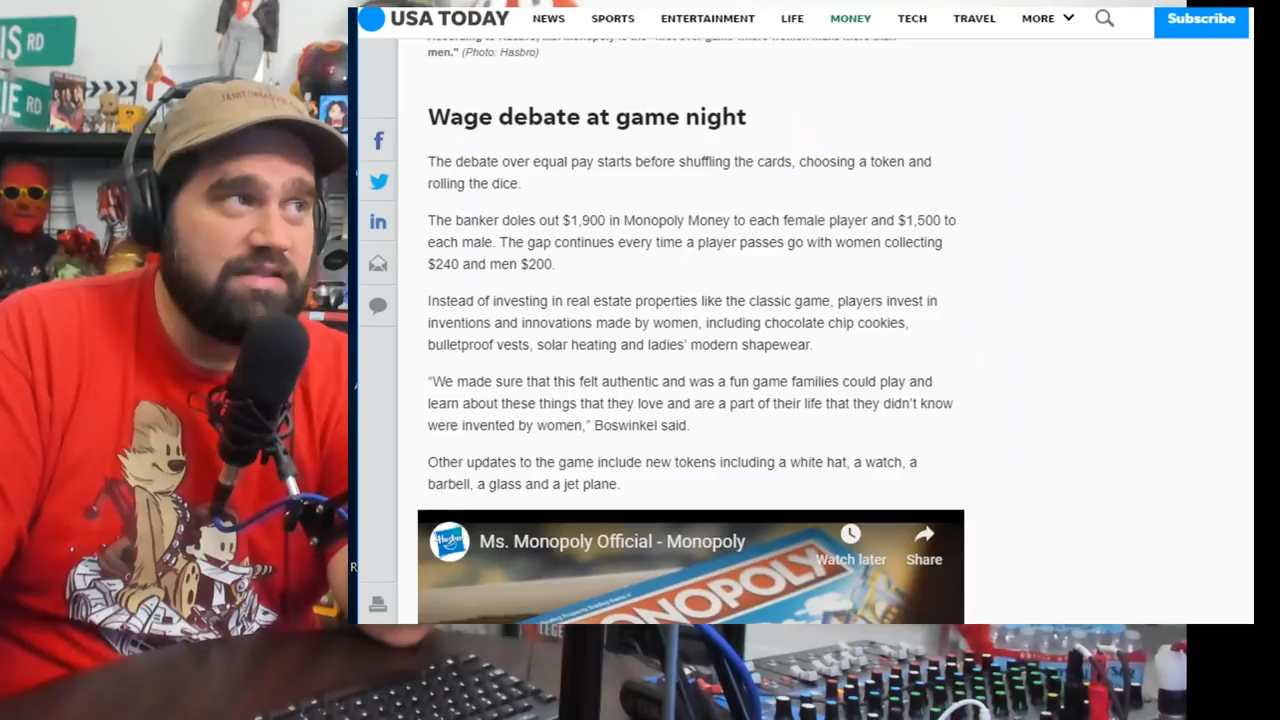 IS RD
IE RD
USA TODAY
NEWS SPORTS ENTERTAINMENT LIFE MONEY TECH TRAVEL MORE
Subscribe
men." (Photo: Hasbro)
Wage debate at game night
The debate over equal pay starts before shuffling the cards, choosing a token and
rolling the dice.
The banker doles out $1,900 in Monopoly Money to each female player and $1,500 to
each male. The gap continues every time a player passes go with women collecting
$240 and men $200.
Instead of investing in real estate properties like the classic game, players invest in
inventions and innovations made by women, including chocolate chip cookies,
bulletproof vests, solar heating and ladies’ modern shapewear.
“We made sure that this felt authentic and was a fun game families could play and
learn about these things that they love and are a part of their life that they didn’t know
were invented by women,” Boswinkel said.
Other updates to the game include new tokens including a white hat, a watch, a
barbell, a glass and a jet plane.
Hasbro
Ms. Monopoly Official - Monopoly
Watch later
Share
ONOPOLY